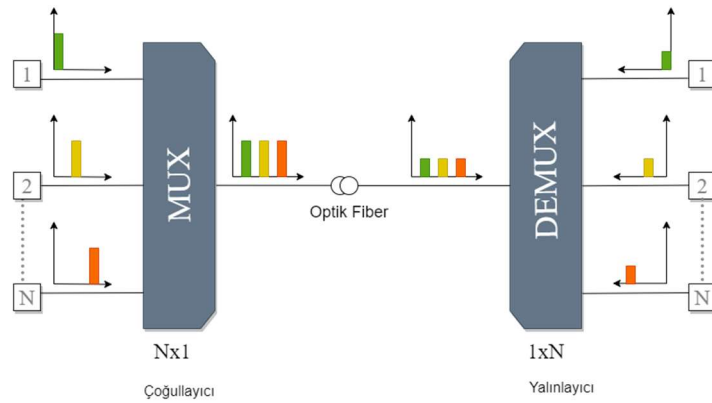 1
1
MUX
DEMUX
2
2
Optik Fiber
N
N
Nx1
1xN
Çoğullayıcı
Yalınlayıcı